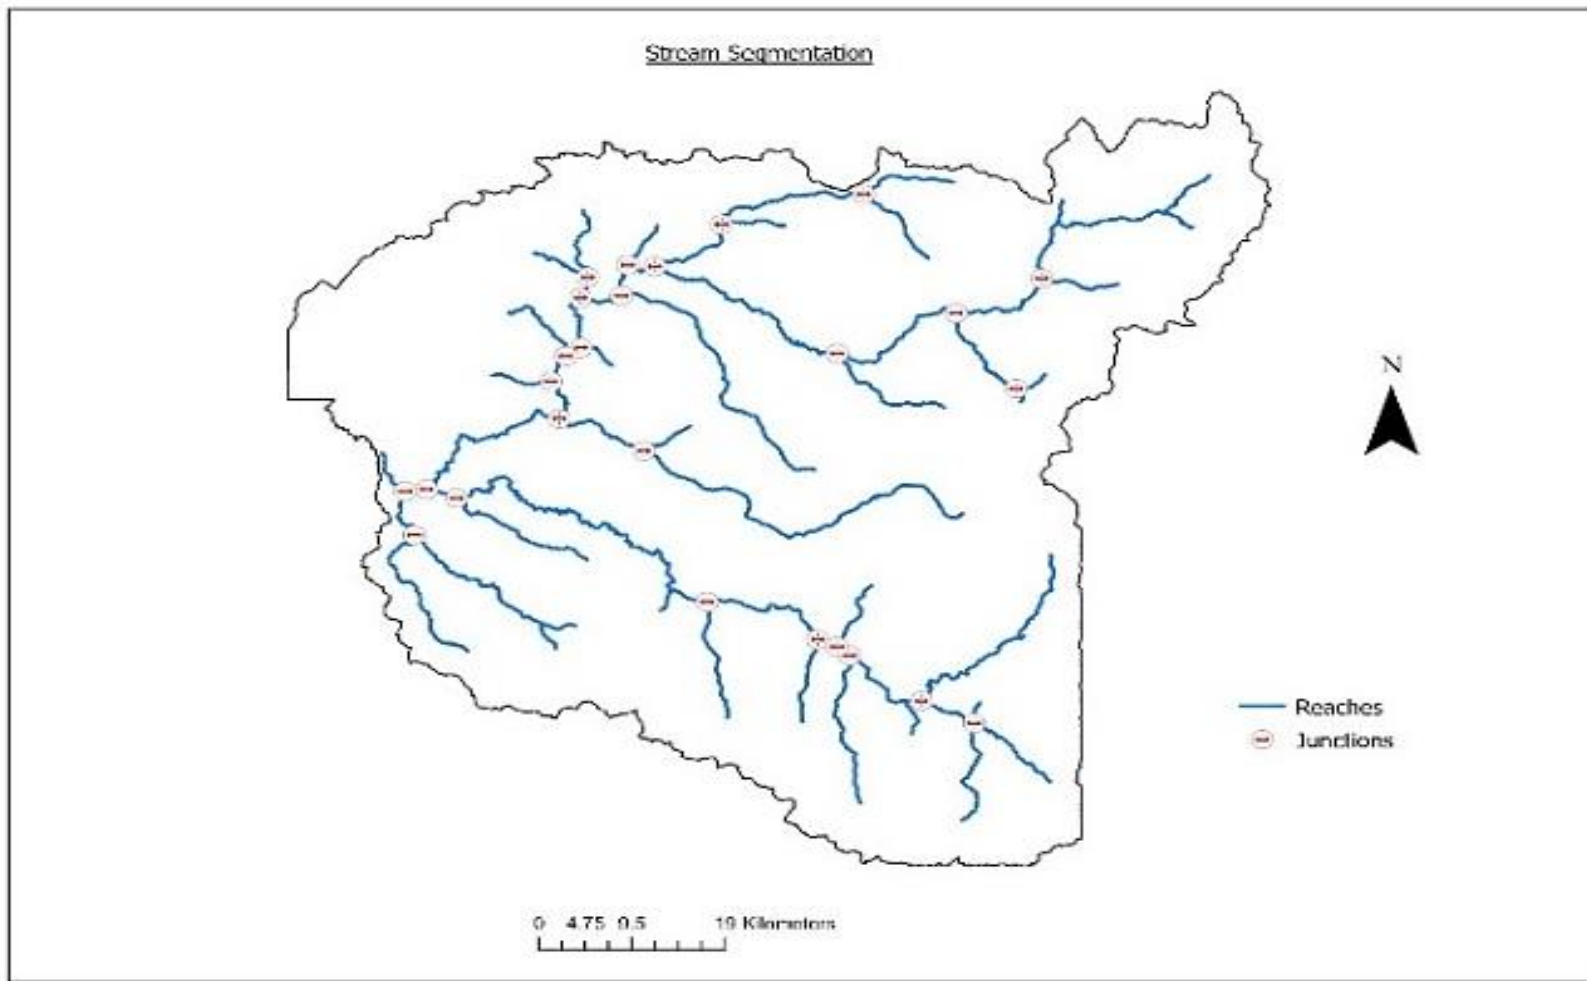 Stream Segmentation
N
Reaches
Junctions
0 4.75 9.5 19 Kilometers